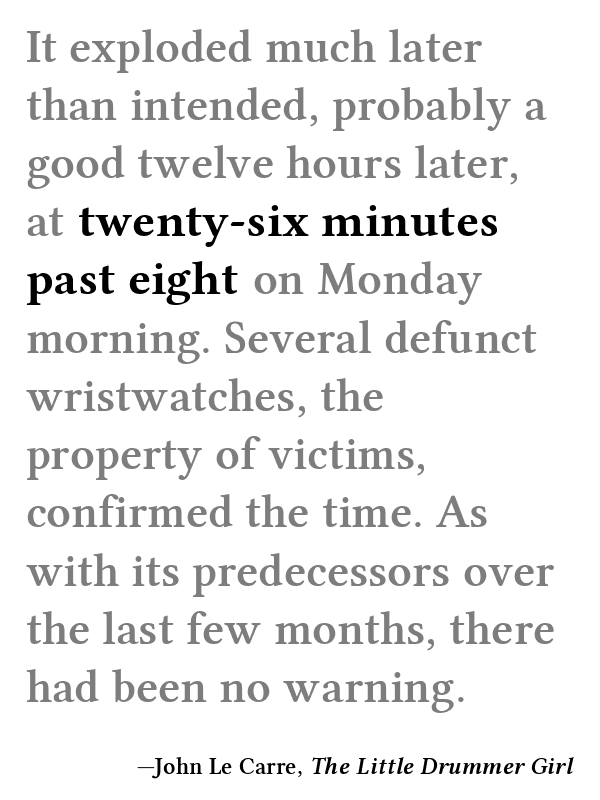 It exploded much later
than intended, probably a
good twelve hours later,
at twenty-six minutes
past eight on Monday
morning. Several defunct
wristwatches, the
property of victims,
confirmed the time. As
with its predecessors over
the last few months, there
had been no warning.
—John Le Carre, The Little Drummer Girl